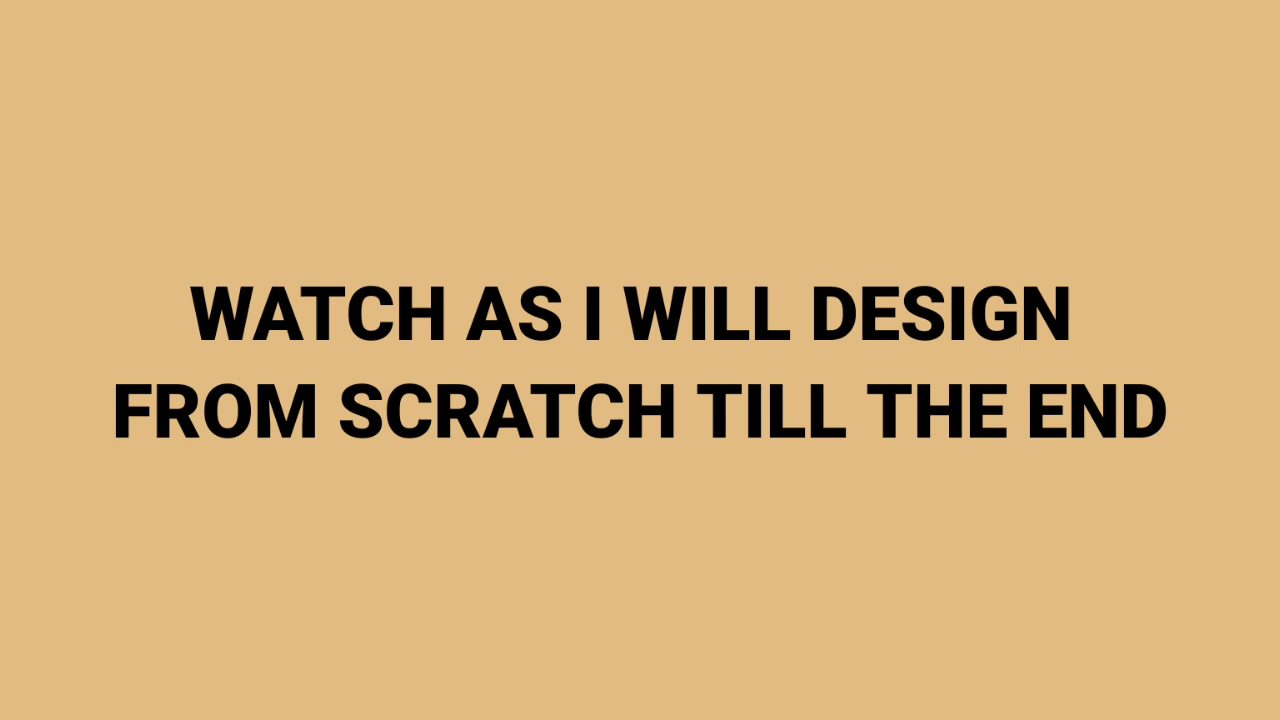 WATCH AS I WILL DESIGN
FROM SCRATCH TILL THE END